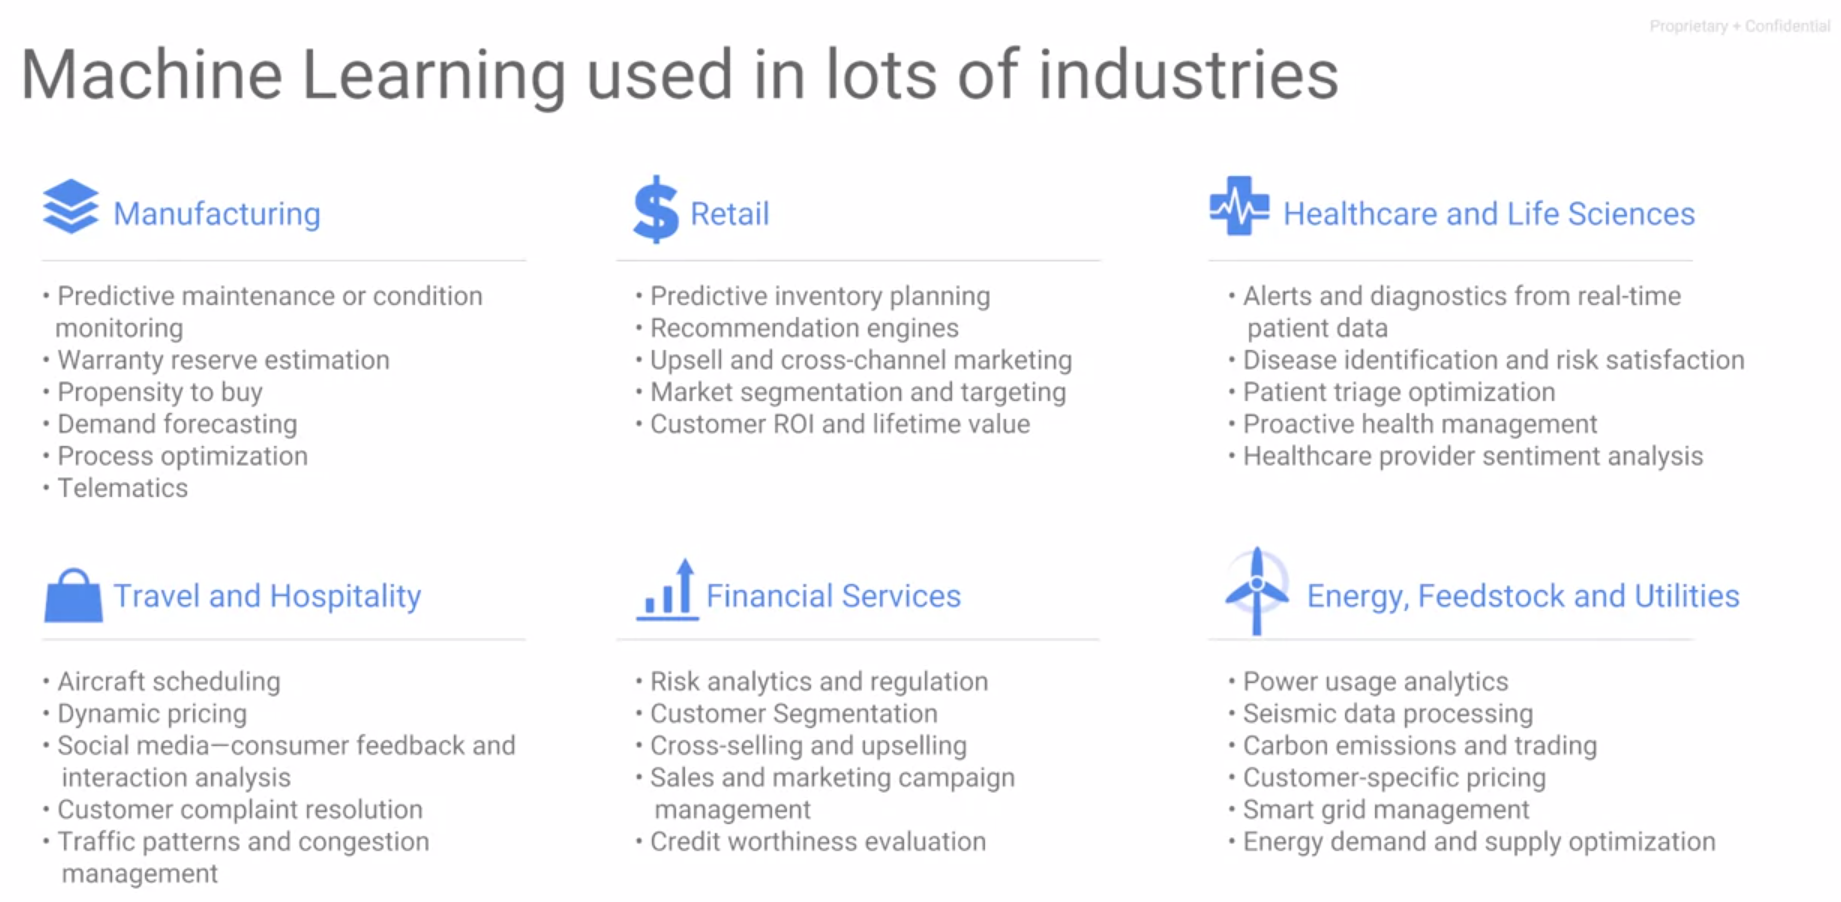 Proprietary + Confidential
Machine Learning used in lots of industries
Manufacturing
• Predictive maintenance or condition
monitoring
• Warranty reserve estimation
• Propensity to buy
• Demand forecasting
• Process optimization
• Telematics
Retail
• Predictive inventory planning
• Recommendation engines
• Upsell and cross-channel marketing
• Market segmentation and targeting
• Customer ROI and lifetime value
Healthcare and Life Sciences
• Alerts and diagnostics from real-time
patient data
• Disease identification and risk satisfaction
• Patient triage optimization
• Proactive health management
• Healthcare provider sentiment analysis
Travel and Hospitality
• Aircraft scheduling
• Dynamic pricing
• Social media—consumer feedback and
interaction analysis
• Customer complaint resolution
• Traffic patterns and congestion
management
Financial Services
• Risk analytics and regulation
• Customer Segmentation
• Cross-selling and upselling
• Sales and marketing campaign
management
• Credit worthiness evaluation
Energy, Feedstock and Utilities
• Power usage analytics
• Seismic data processing
• Carbon emissions and trading
• Customer-specific pricing
• Smart grid management
• Energy demand and supply optimization